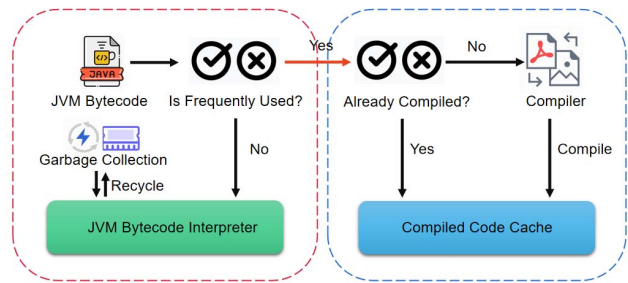 Yes
No
JAVA
JVM Bytecode
Is Frequently Used?
Already Compiled?
Compiler
No
Yes
Compile
Garbage Collection
Recycle
JVM Bytecode Interpreter
Compiled Code Cache